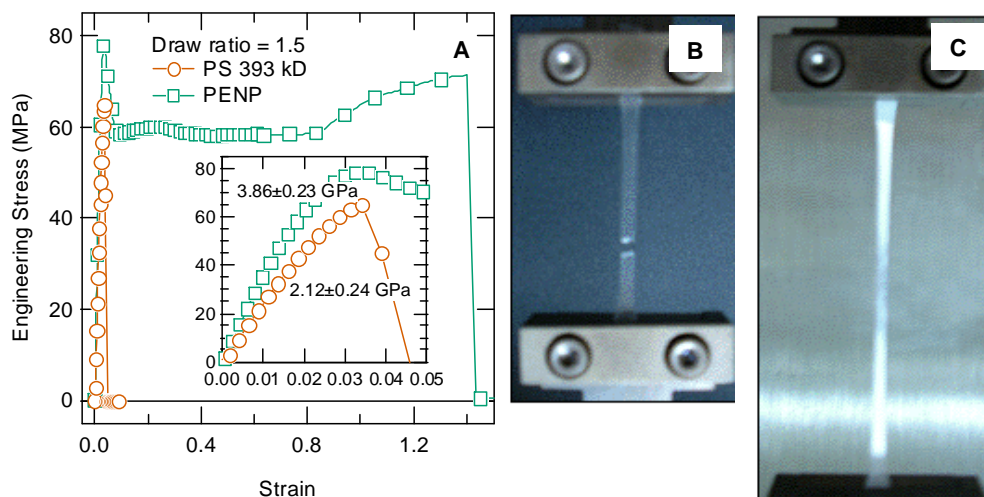 80
60
40
20
0
Engineering Stress (MPa)
Draw ratio = 1.5
A
PS 393 kD
PENP
80
60
40
20
0
3.86±0.23 GPa
2.12±0.24 GPa
0.00 0.01 0.02 0.03 0.04 0.05
0.0 0.4 0.8 1.2
Strain
B
C